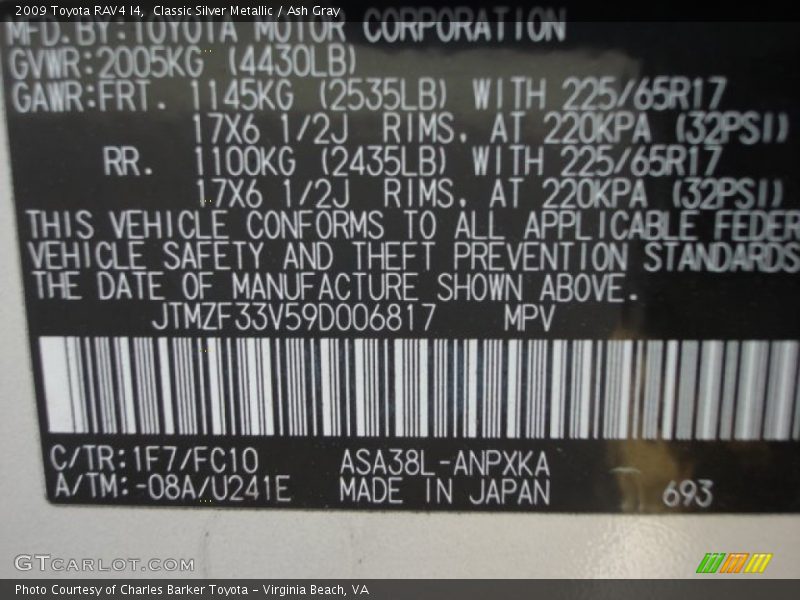 2009 Toyota RAV4 I4,  Classic Silver Metallic / Ash Gray
MFD. BY:TOYOTA MOTOR CORPORATION
GVWR:2005KG (4430LB)
GAWR:FRT. 1145KG (2535LB) WITH 225/65R17
17X6 1/2J RIMS, AT 220KPA (32PSI)
RR. 1100KG (2435LB) WITH 225/65R17
17X6 1/2J RIMS, AT 220KPA (32PSI)
THIS VEHICLE CONFORMS TO ALL APPLICABLE FEDER
VEHICLE SAFETY AND THEFT PREVENTION STANDARDS
THE DATE OF MANUFACTURE SHOWN ABOVE.
JTMZF33V59D006817 MPV
C/TR:1F7/FC10 ASA38L-ANPXKA
A/TM:-08A/U241E MADE IN JAPAN 693
GTCARLOT.COM
Photo Courtesy of Charles Barker Toyota - Virginia Beach, VA